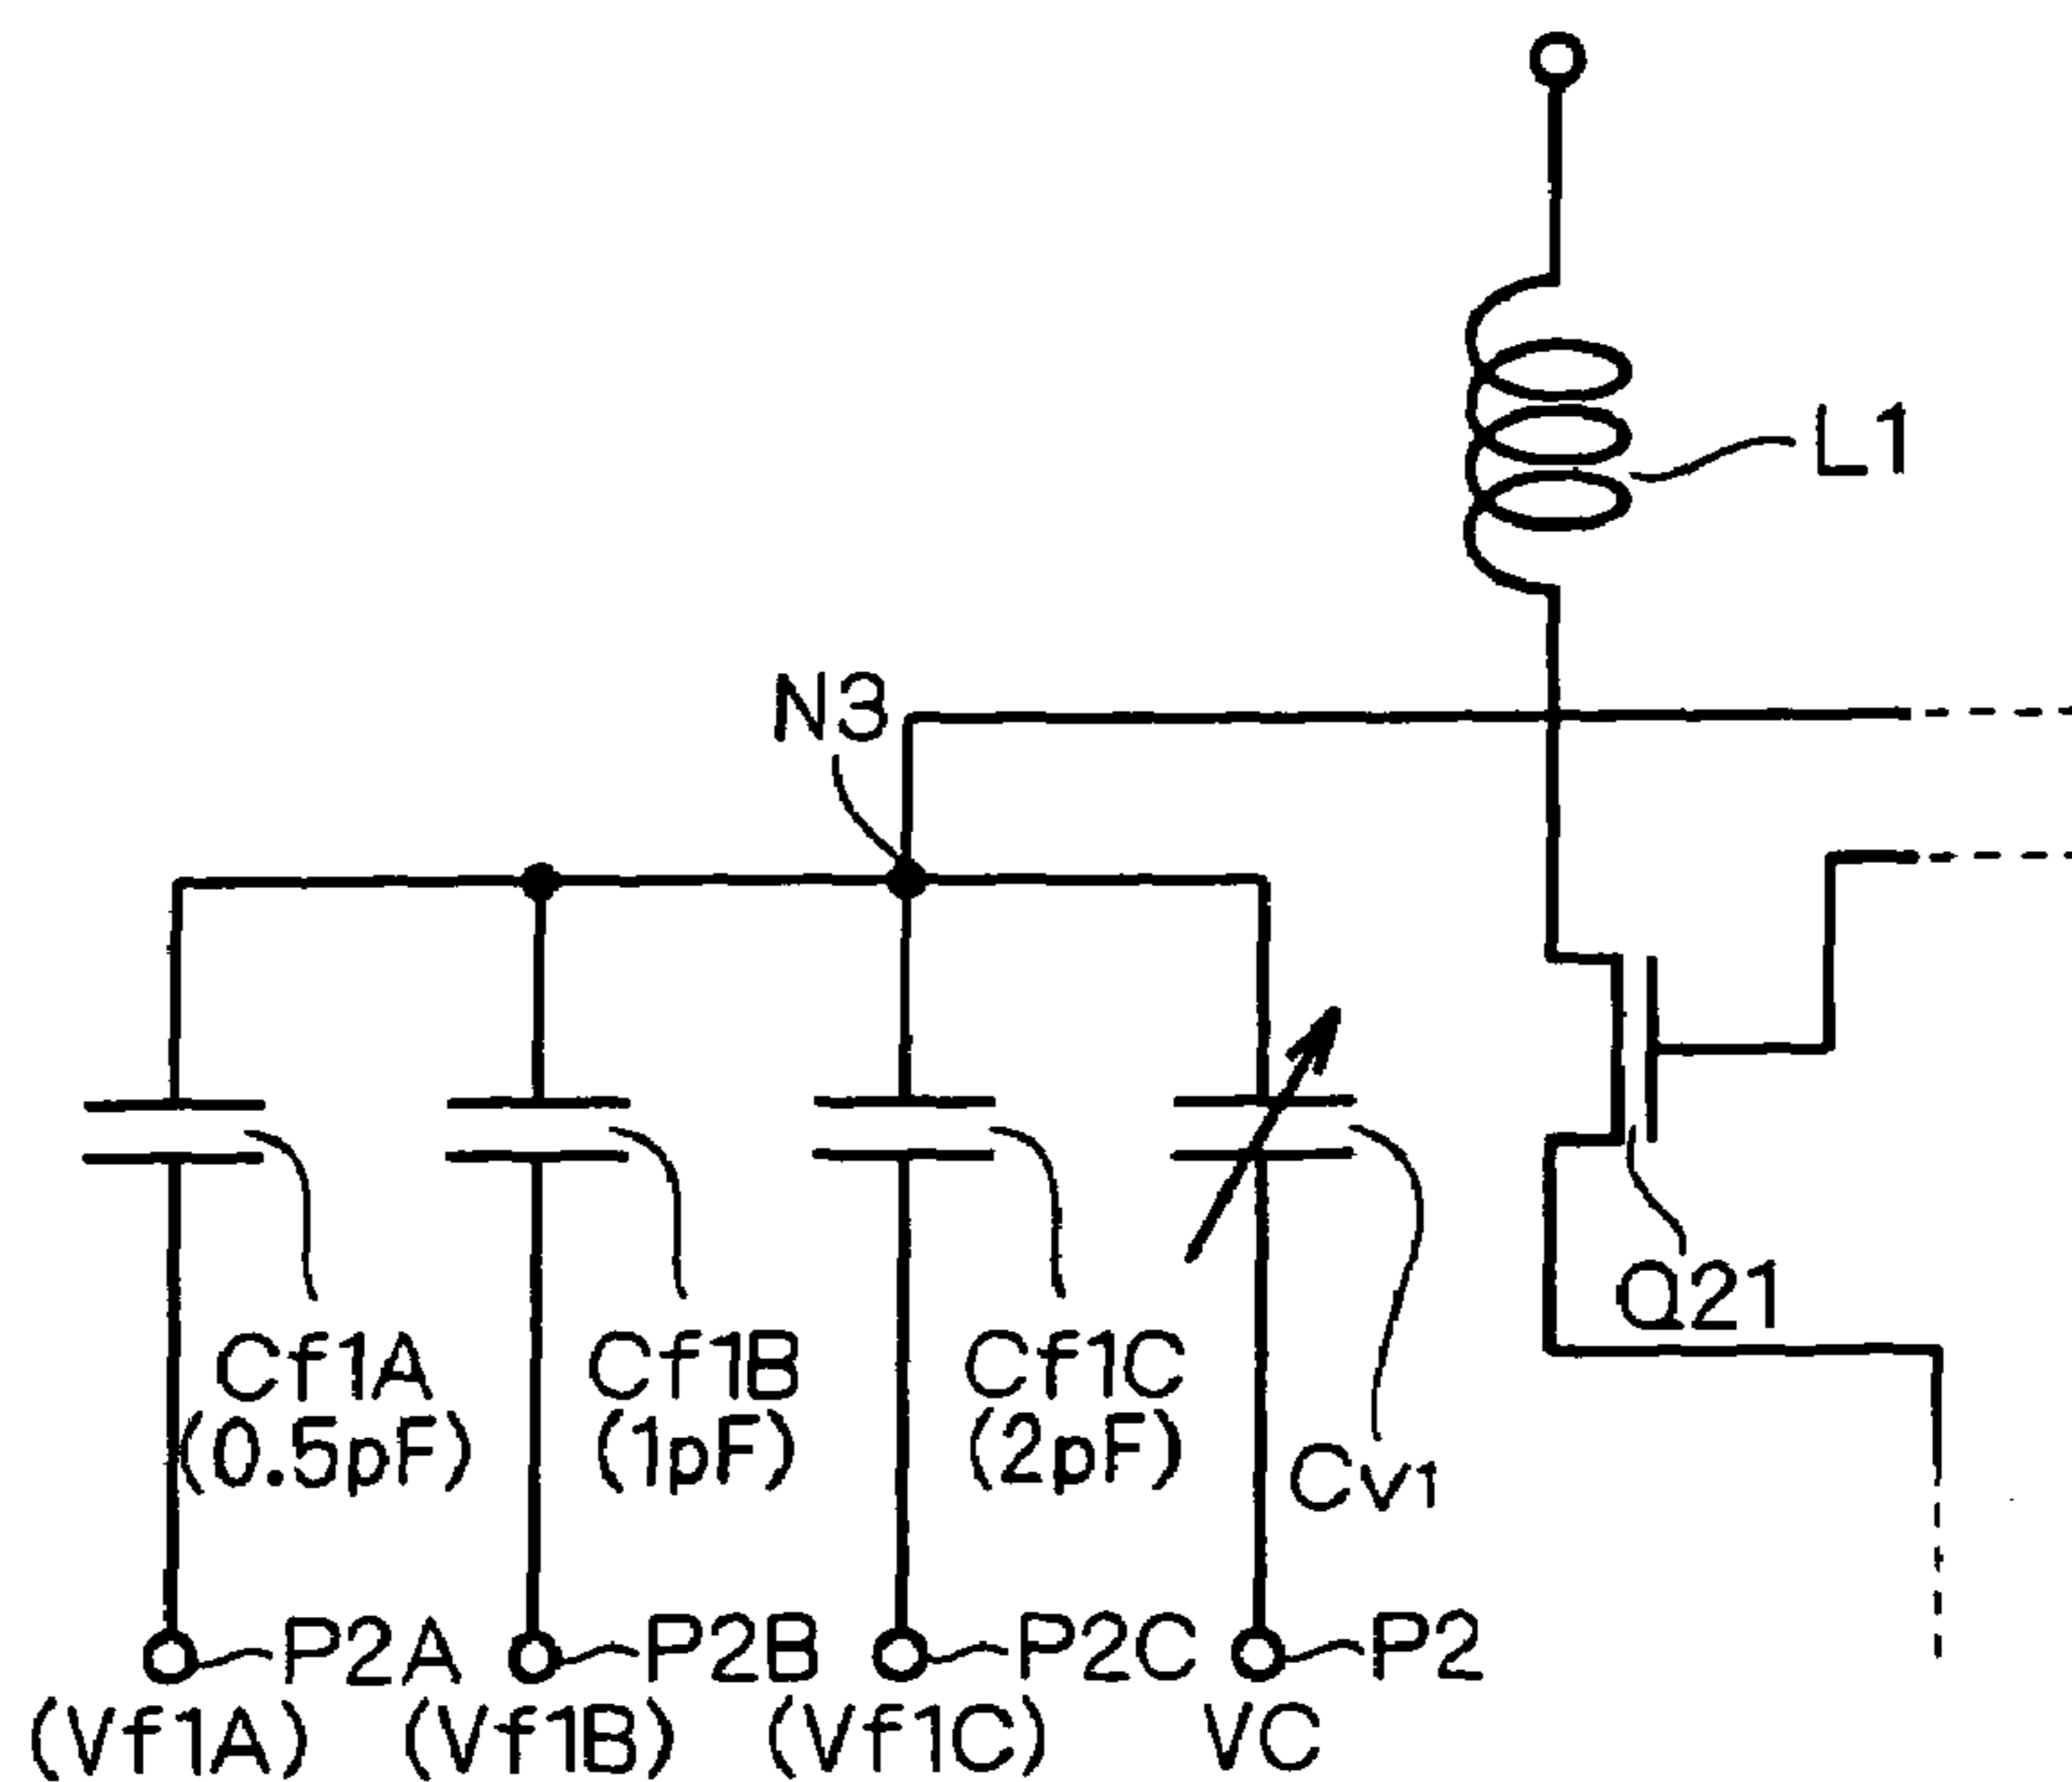 L1
N3
Q21
Cf1A
(0.5pF)
Cf1B
(1pF)
Cf1C
(2pF)
Cv1
P2A
(Vf1A)
P2B
(Vf1B)
P2C
(Vf1C)
P2
VC